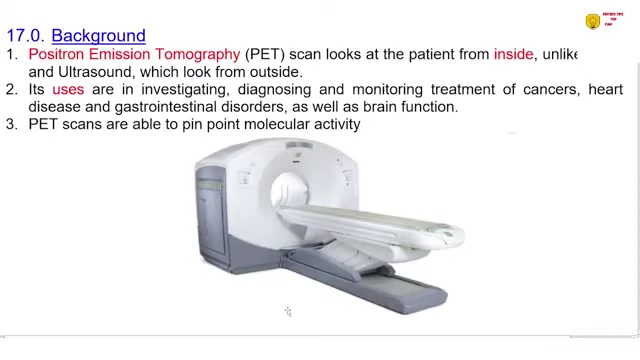 17.0. Background
1. Positron Emission Tomography (PET) scan looks at the patient from inside, unlike
and Ultrasound, which look from outside.
2. Its uses are in investigating, diagnosing and monitoring treatment of cancers, heart
disease and gastrointestinal disorders, as well as brain function.
3. PET scans are able to pin point molecular activity